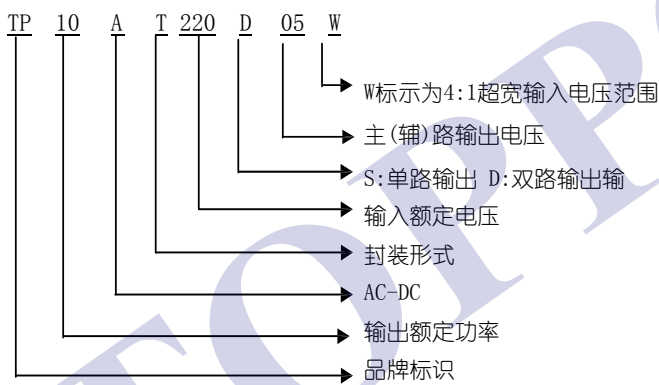 TP 10 A T 220 D 05 W
W标示为4:1超宽输入电压范围
主(辅)路输出电压
S:单路输出 D:双路输出输
输入额定电压
封装形式
AC-DC
输出额定功率
品牌标识